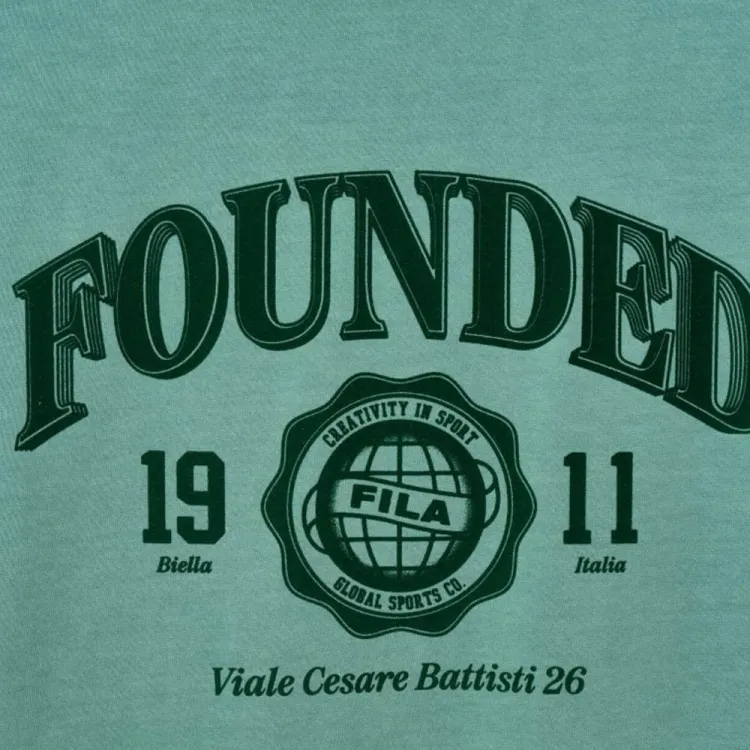 FOUNDED
CREATIVITY IN SPORT
19 FILA 11
Biella Italia
GLOBAL SPORTS CO.
Viale Cesare Battisti 26